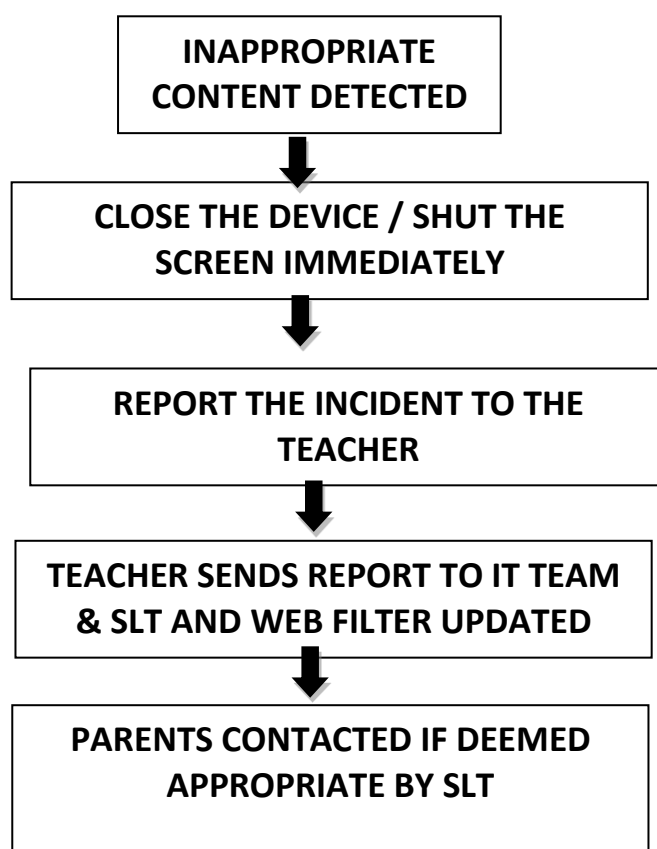 INAPPROPRIATE
CONTENT DETECTED
CLOSE THE DEVICE / SHUT THE
SCREEN IMMEDIATELY
REPORT THE INCIDENT TO THE
TEACHER
TEACHER SENDS REPORT TO IT TEAM
& SLT AND WEB FILTER UPDATED
PARENTS CONTACTED IF DEEMED
APPROPRIATE BY SLT